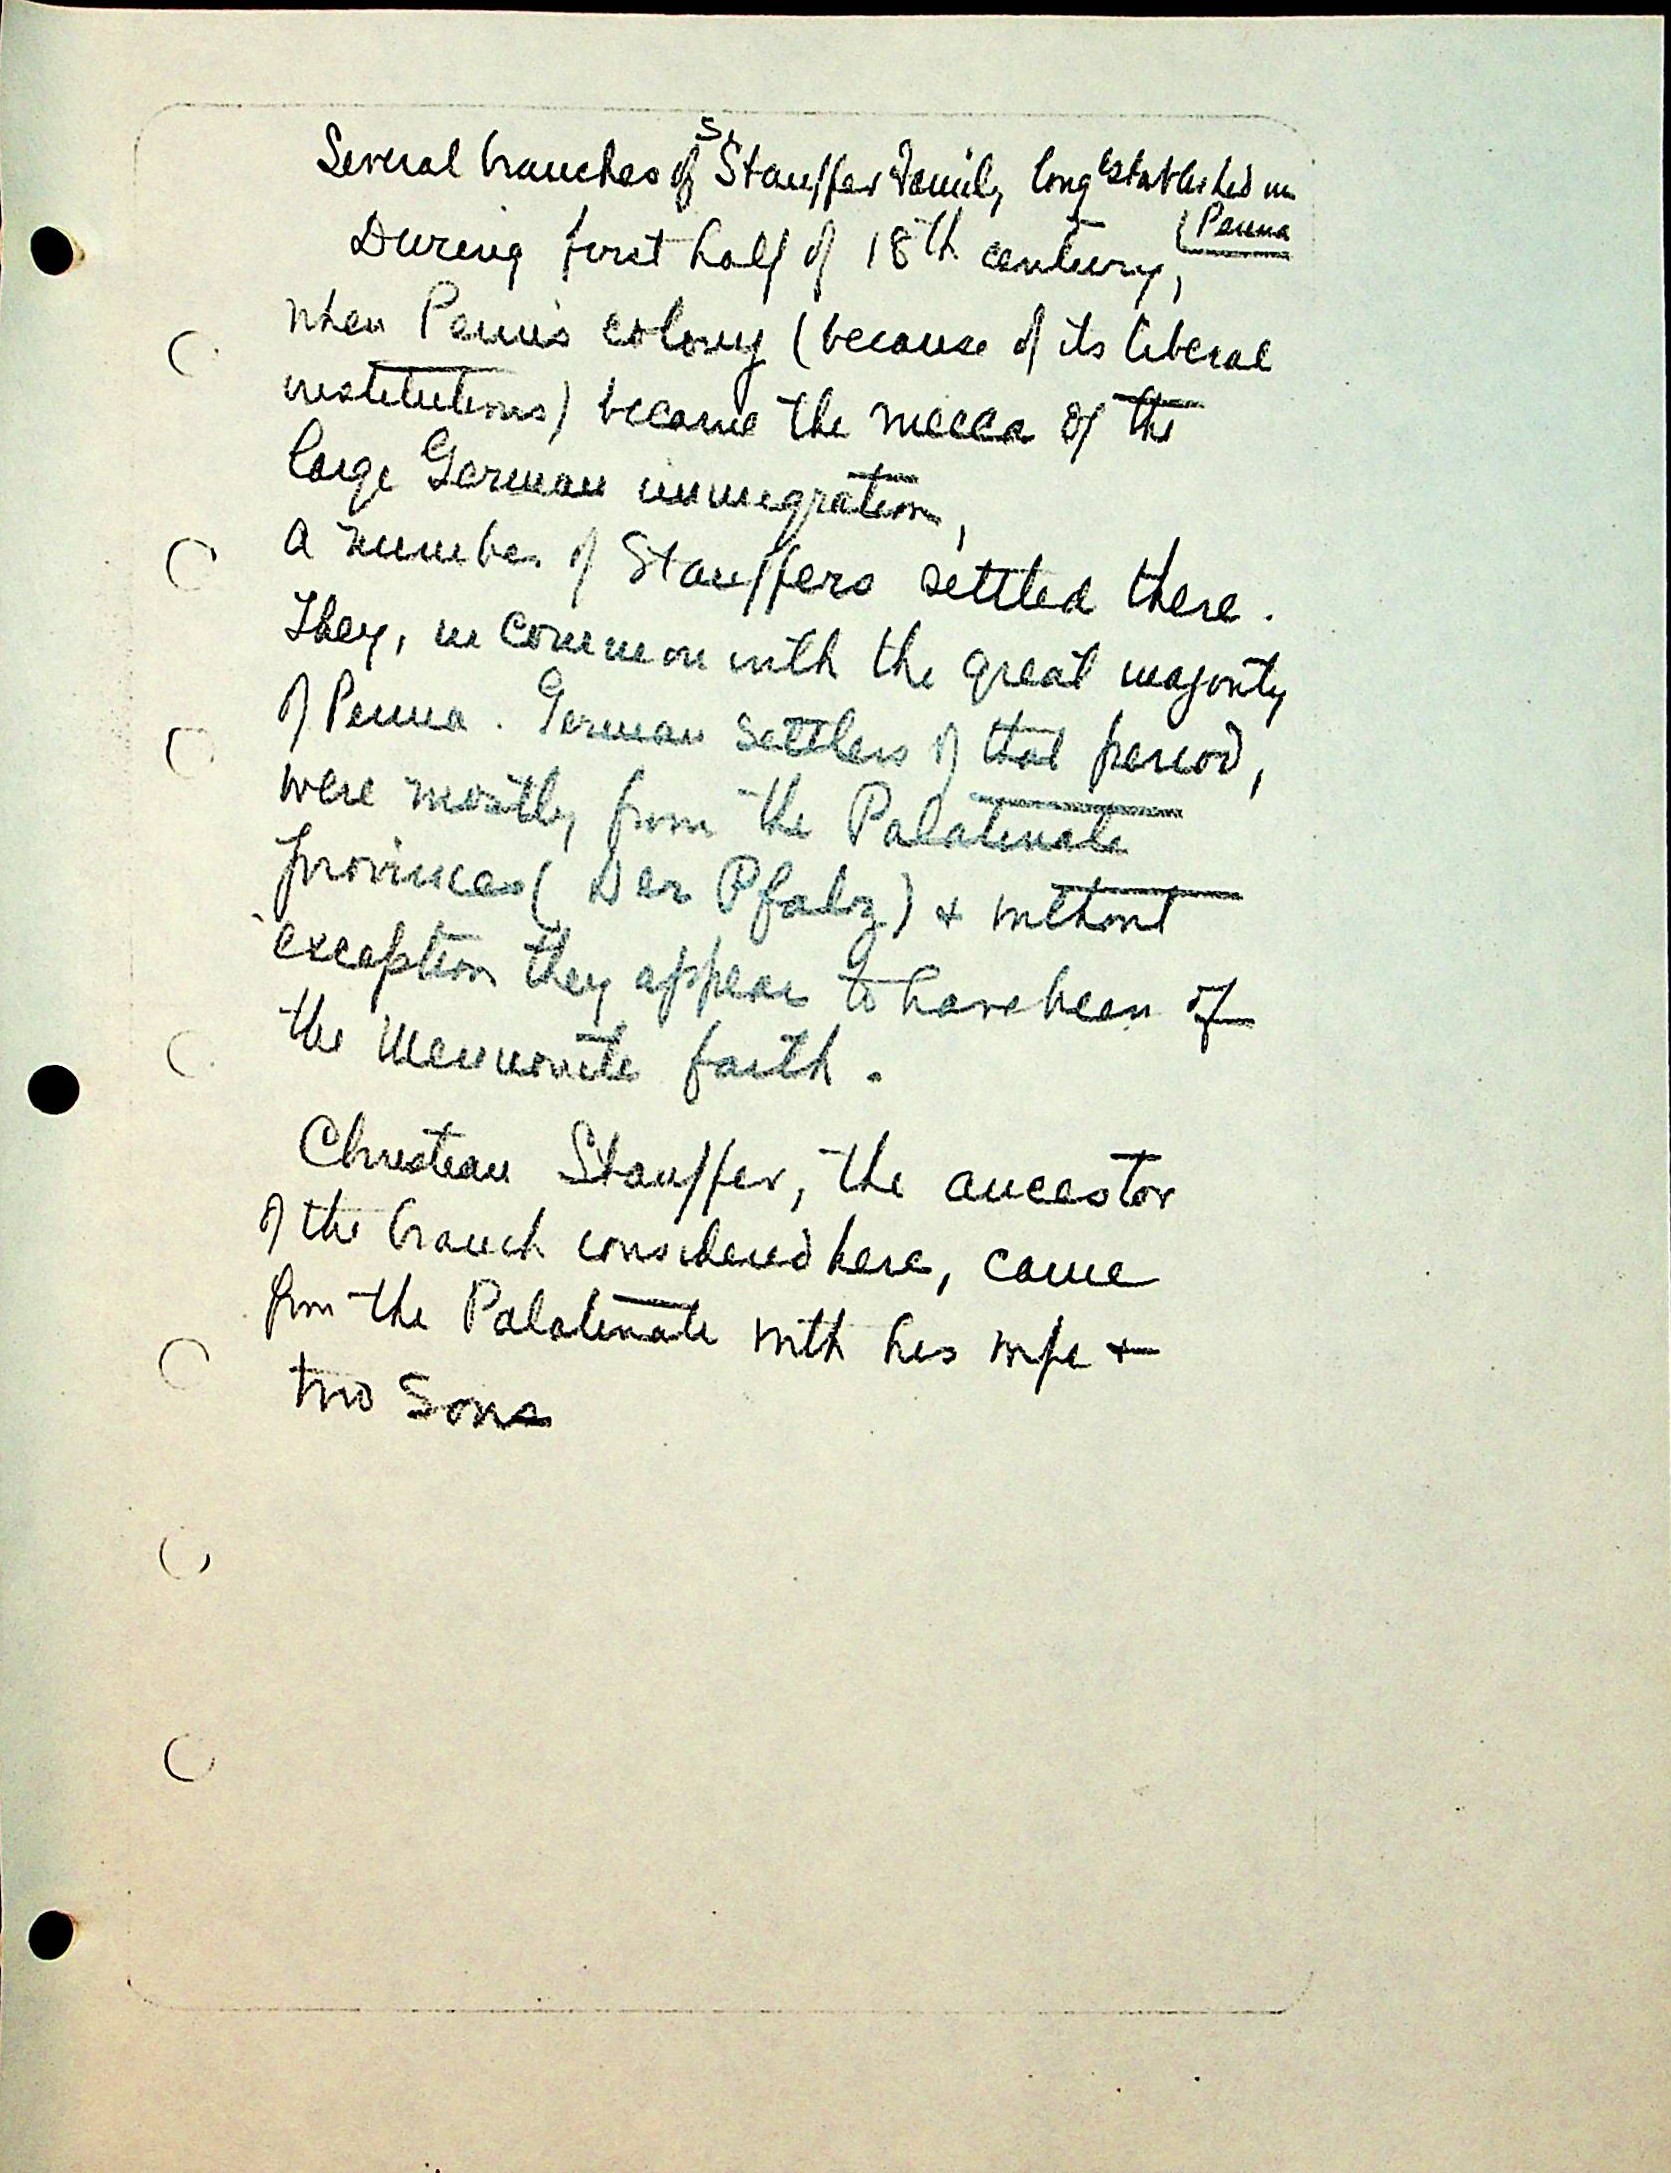 S.
Several branches of Stauffer Family long established in
Penna
During first half of 18th century,
when Penn's colony (because of its liberal
institutions) became the mecca of the
large German immigration,
a number of Stauffers settled there.
They, in common with the great majority
of Penna. German settlers of that period,
were mostly from the Palatinate
provinces (Der Pfalz) & without
exception they appear to have been of
the Mennonite faith.
Christian Stauffer, the ancestor
of the branch considered here, came
from the Palatinate with his wife &
two sons